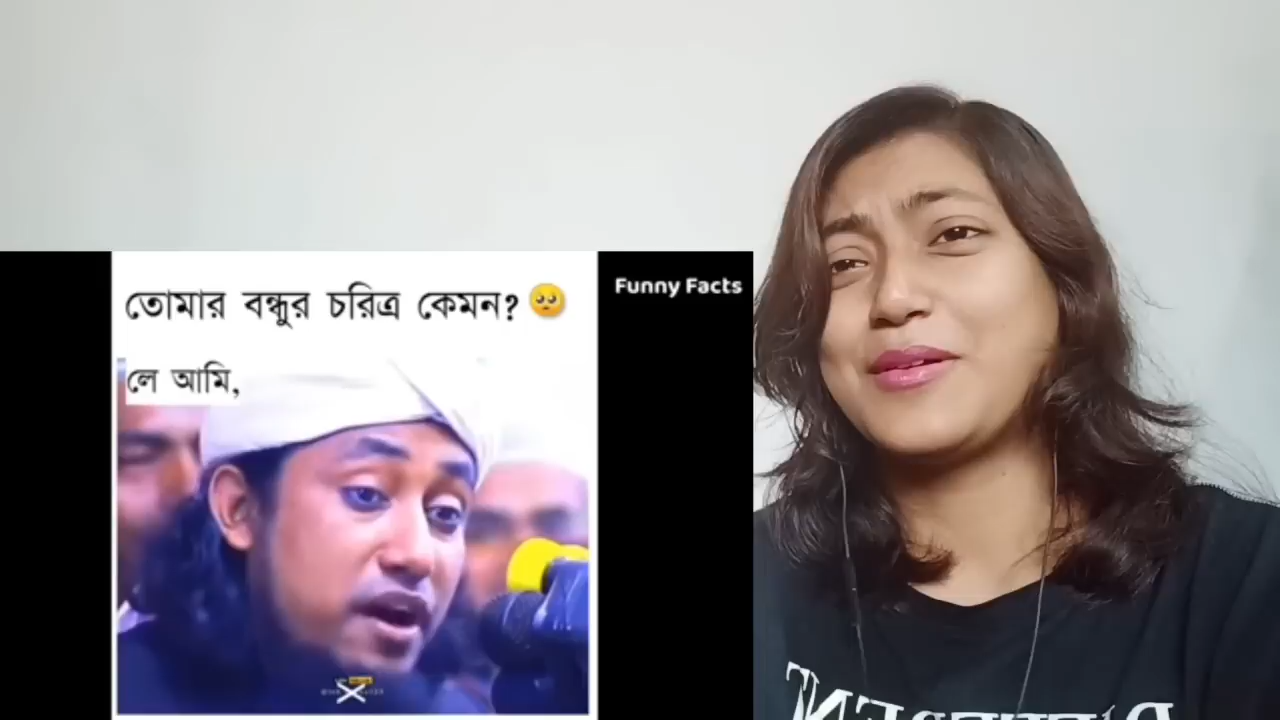 তোমার বন্ধুর চরিত্র কেমন? 🥺
Funny Facts
লে আমি,